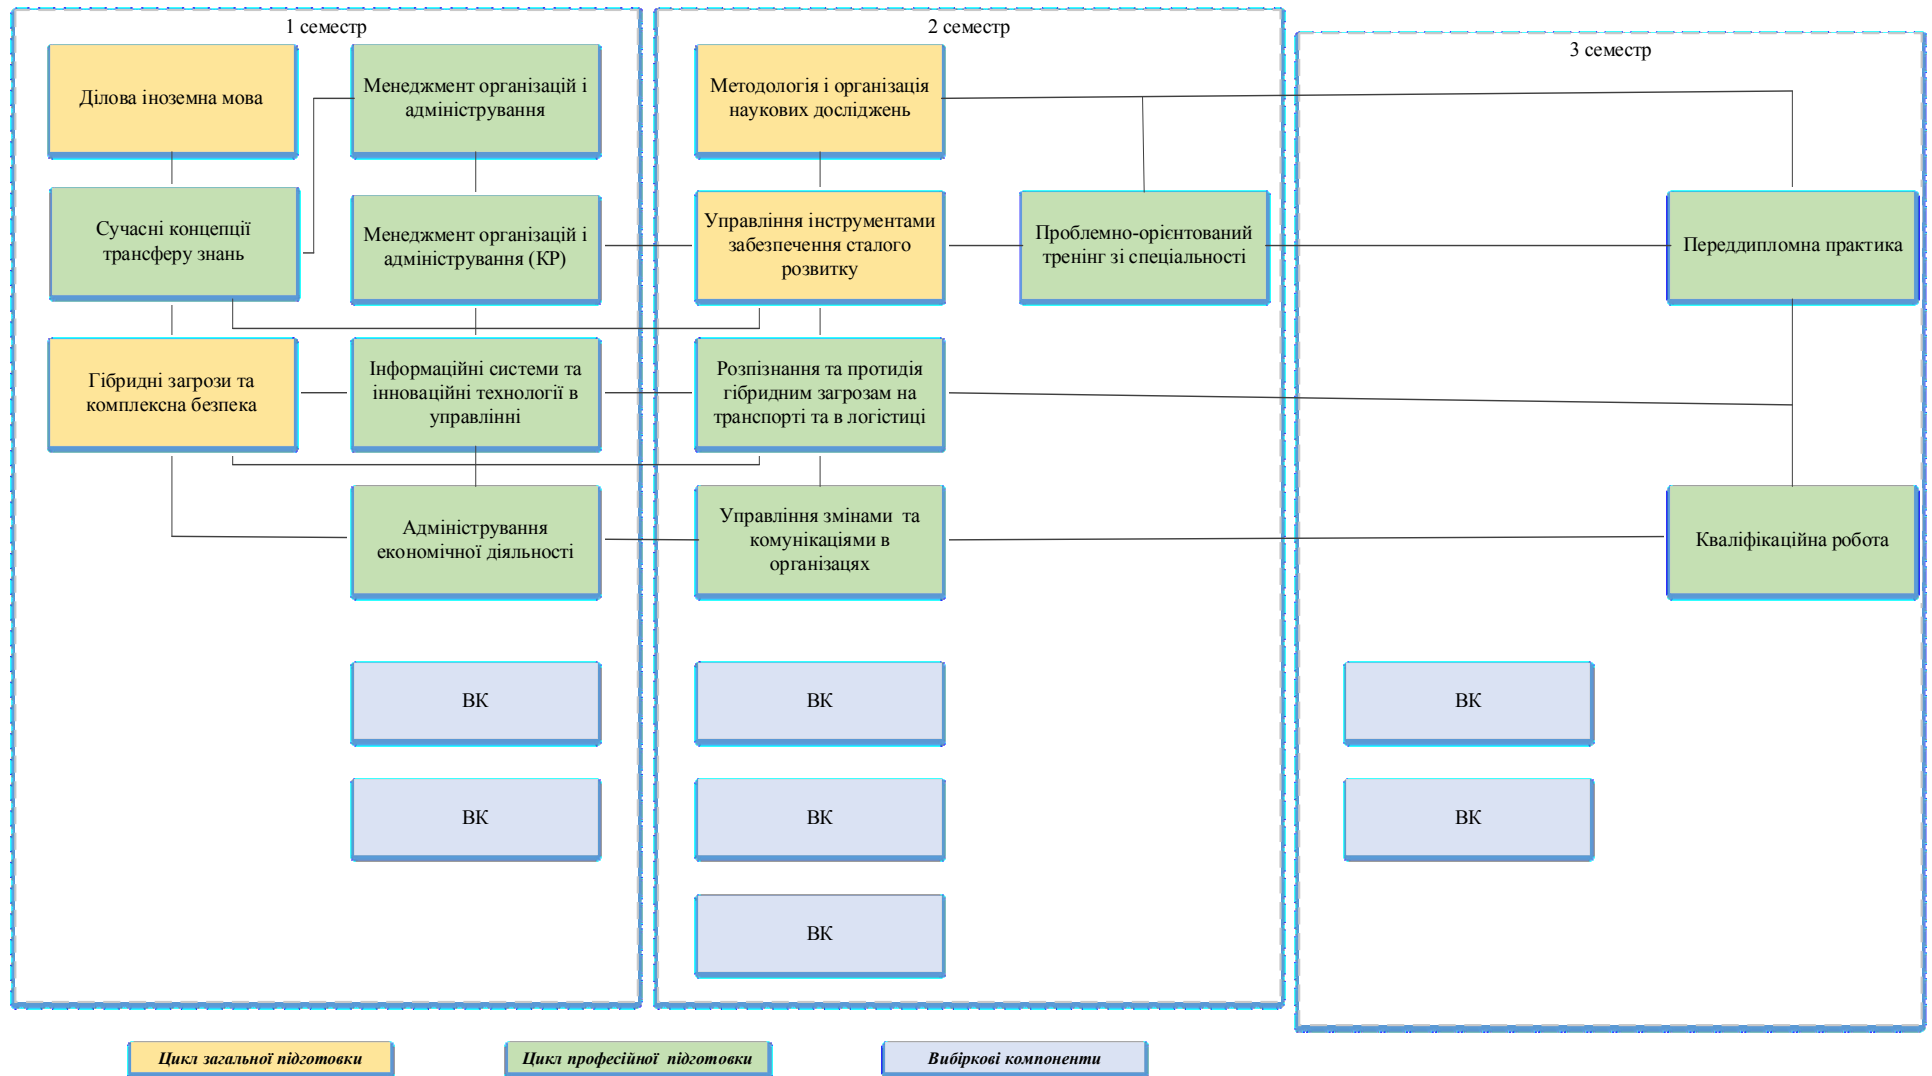 1 семестр
Ділова іноземна мова
Менеджмент організацій і
адміністрування
Сучасні концепції
трансферу знань
Менеджмент організацій і
адміністрування (КР)
Гібридні загрози та
комплексна безпека
Інформаційні системи та
інноваційні технології в
управлінні
Адміністрування
економічної діяльності
ВК
ВК
2 семестр
Методологія і організація
наукових досліджень
Управління інструментами
забезпечення сталого
розвитку
Проблемно-орієнтований
тренінг зі спеціальності
Розпізнання та протидія
гібридним загрозам на
транспорті та в логістиці
Управління змінами та
комунікаціями в
організацях
ВК
ВК
ВК
3 семестр
Переддипломна практика
Кваліфікаційна робота
ВК
ВК
Цикл загальної підготовки
Цикл професійної підготовки
Вибіркові компоненти